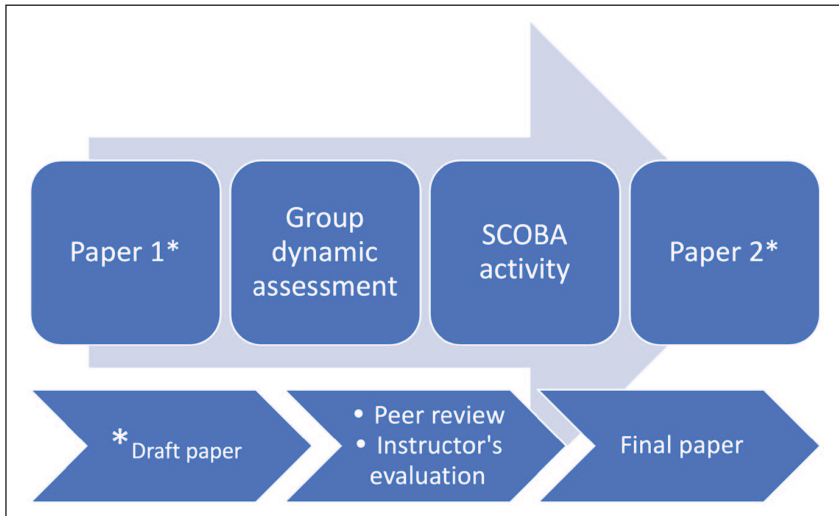 Paper 1*
Group
dynamic
assessment
SCOBA
activity
Paper 2*
*Draft paper
• Peer review
• Instructor's
evaluation
Final paper